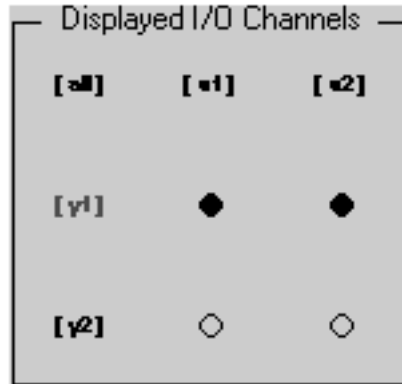 Displayed I/O Channels
[all] [u1] [u2]
[y1]
[y2]